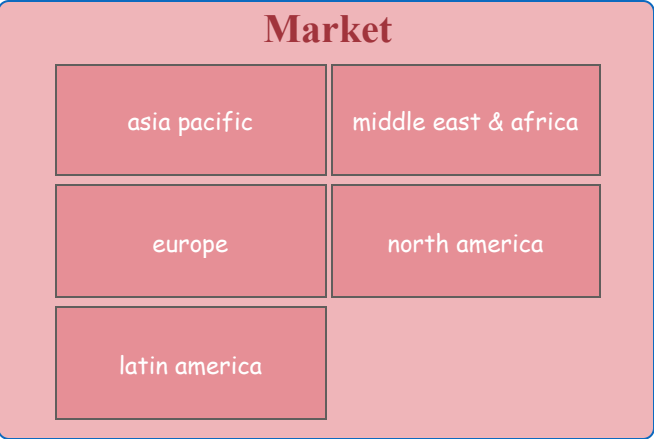 Market
asia pacific
middle east & africa
europe
north america
latin america